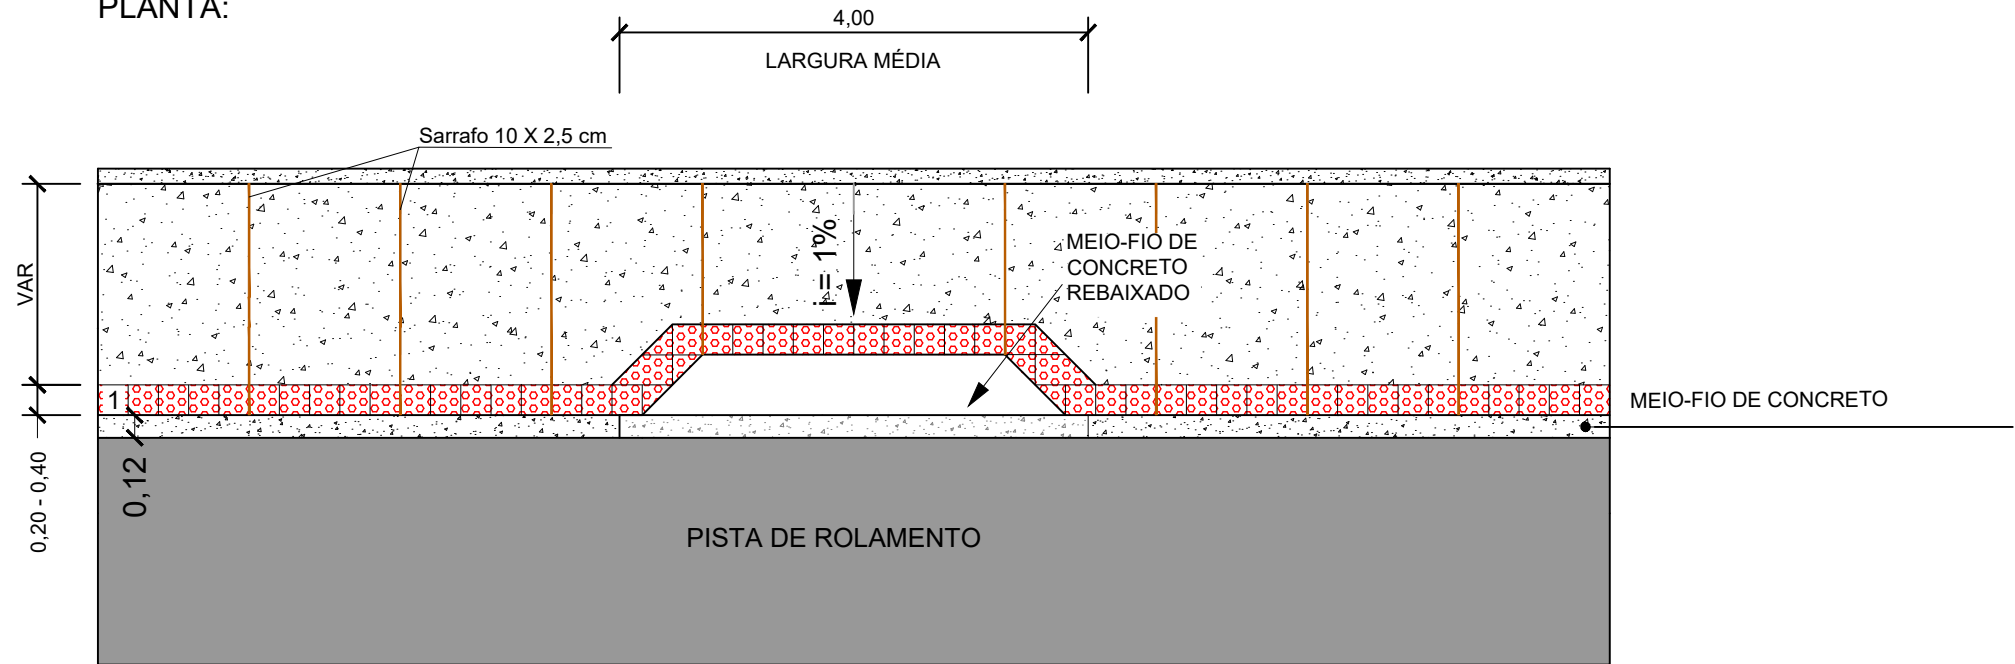 PLANTA:
4,00
LARGURA MÉDIA
Sarrafo 10 X 2,5 cm
VAR
i= 1%
MEIO-FIO DE
CONCRETO
REBAIXADO
1
MEIO-FIO DE CONCRETO
0,20 - 0,40
0,12
PISTA DE ROLAMENTO